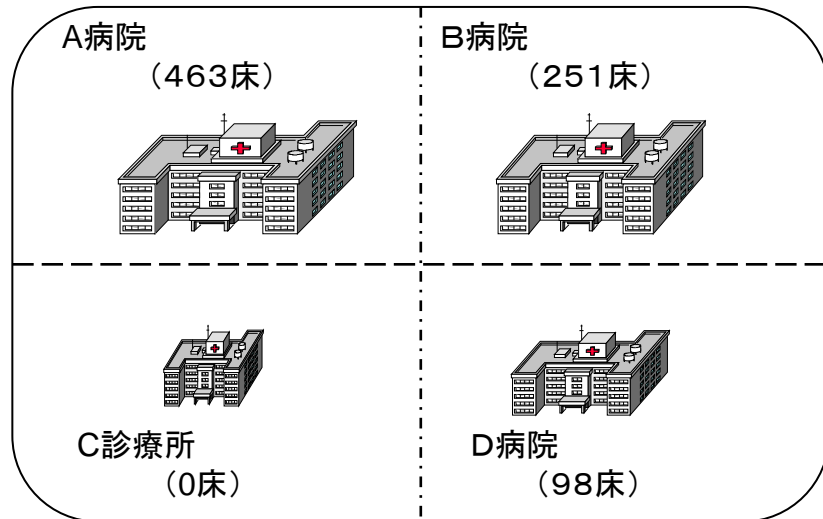 A病院
（463床）
B病院
（251床）
C診療所
（0床）
D病院
（98床）